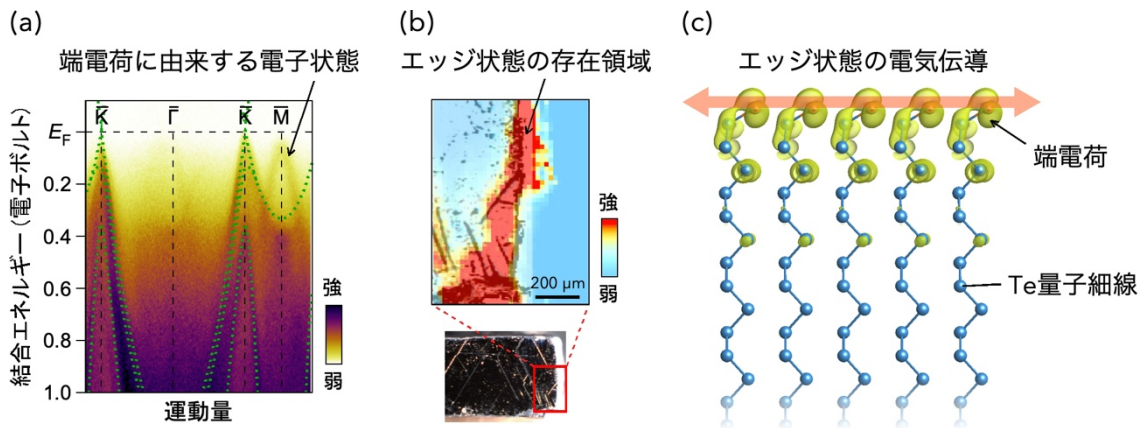 (a)
端電荷に由来する電子状態
K̅ Γ̅ K̅ M̅
E_F
0.2
0.4
0.6
0.8
1.0
結合エネルギー（電子ボルト）
運動量
強
弱
(b)
エッジ状態の存在領域
強
弱
200 μm
(c)
エッジ状態の電気伝導
端電荷
Te量子細線